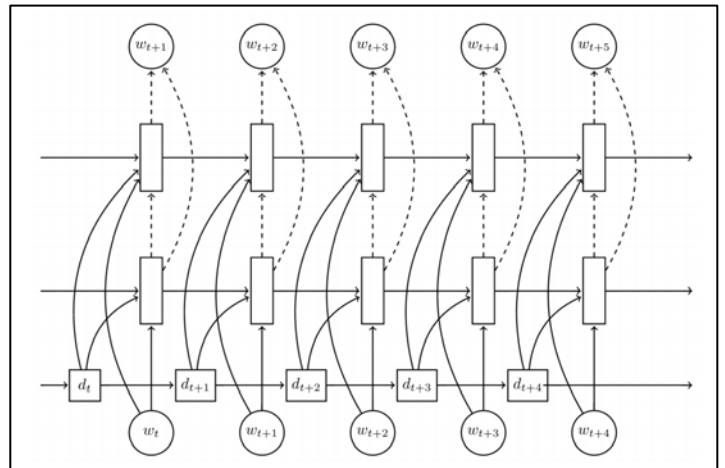 w_{t+1} w_{t+2} w_{t+3} w_{t+4} w_{t+5}
d_t d_{t+1} d_{t+2} d_{t+3} d_{t+4}
w_t w_{t+1} w_{t+2} w_{t+3} w_{t+4}